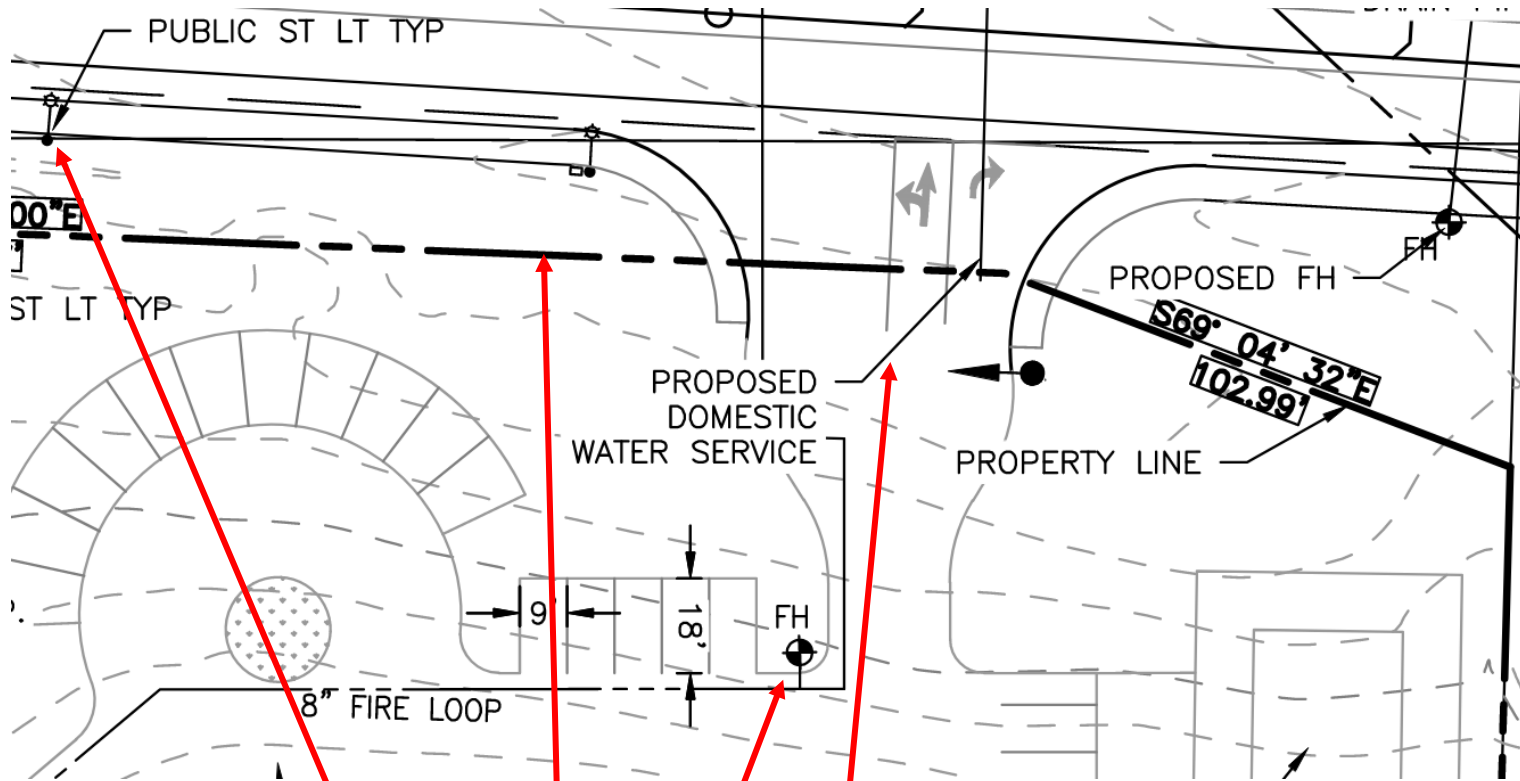 PUBLIC ST LT TYP
00"E
ST LT TYP
PROPOSED FH
FH
S69° 04' 32"E
102.99'
PROPOSED
DOMESTIC
WATER SERVICE
PROPERTY LINE
9'
18'
FH
8" FIRE LOOP